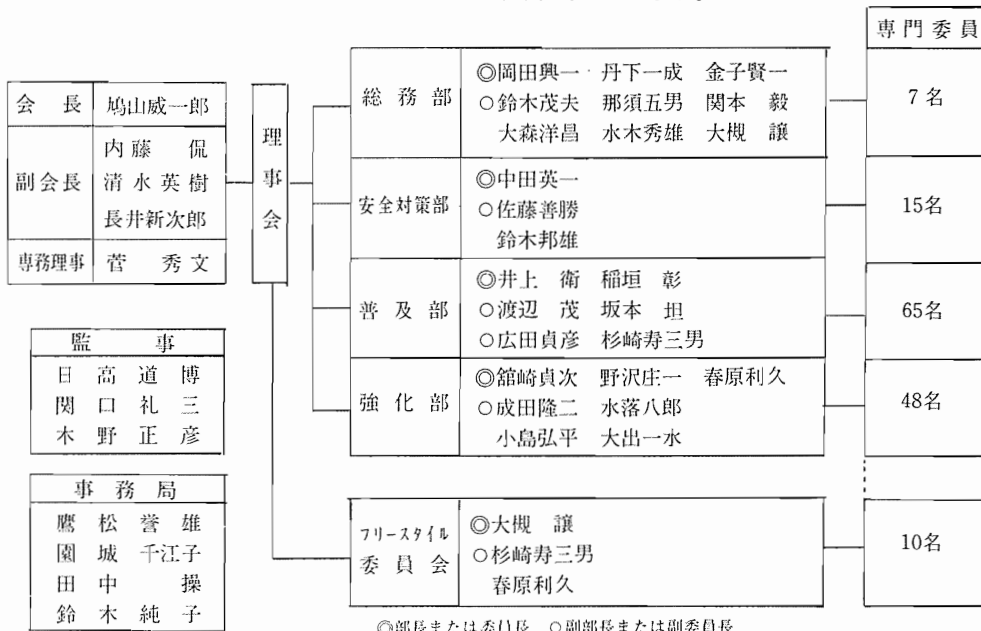 会長 鳩山威一郎
副会長 内藤 侃
清水英樹
長井新次郎
専務理事 菅 秀文
監事
日高道博
関口礼三
木野正彦
事務局
鷹松誉雄
園城千江子
田中操
鈴木純子
理事会
総務部
◎岡田興一 丹下一成 金子賢一
○鈴木茂夫 那須五男 関本 毅
大森洋昌 水木秀雄 大槻 譲
安全対策部
◎中田英一
○佐藤善勝
鈴木邦雄
普及部
◎井上 衛 稲垣 彰
○渡辺 茂 坂本 坦
○広田貞彦 杉崎寿三男
強化部
◎舘崎貞次 野沢庄一 春原利久
○成田隆二 水落八郎
小島弘平 大出一水
フリースタイル
委員会
◎大槻 譲
○杉崎寿三男
春原利久
専門委員
7名
15名
65名
48名
10名
◎部長または委員長 ○副部長または副委員長